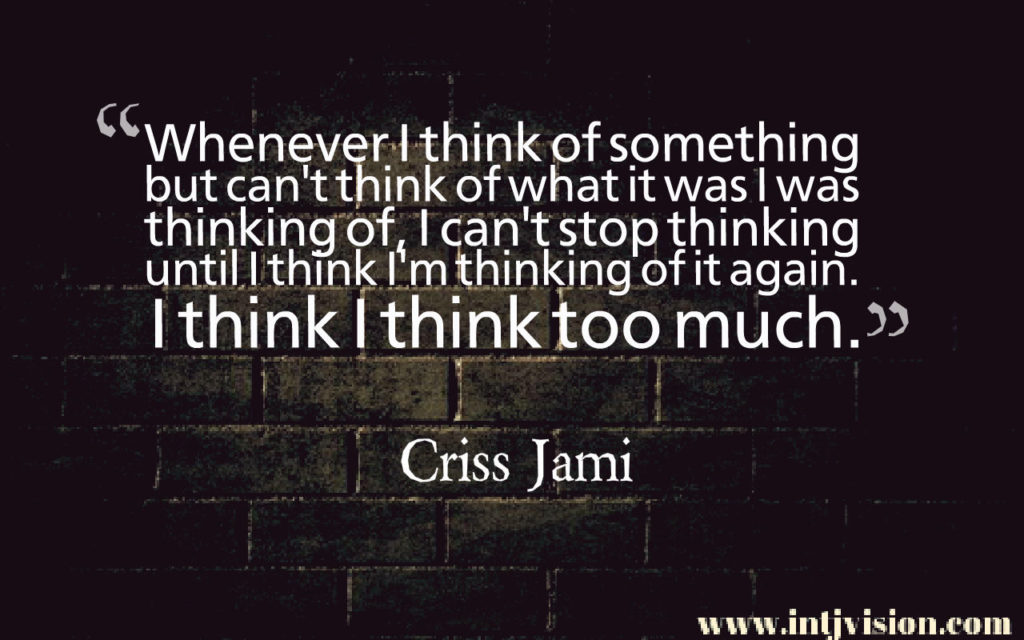 “Whenever I think of something
but can't think of what it was I was
thinking of, I can't stop thinking
until I think I'm thinking of it again.
I think I think too much.”
Criss Jami
www.intjvision.com